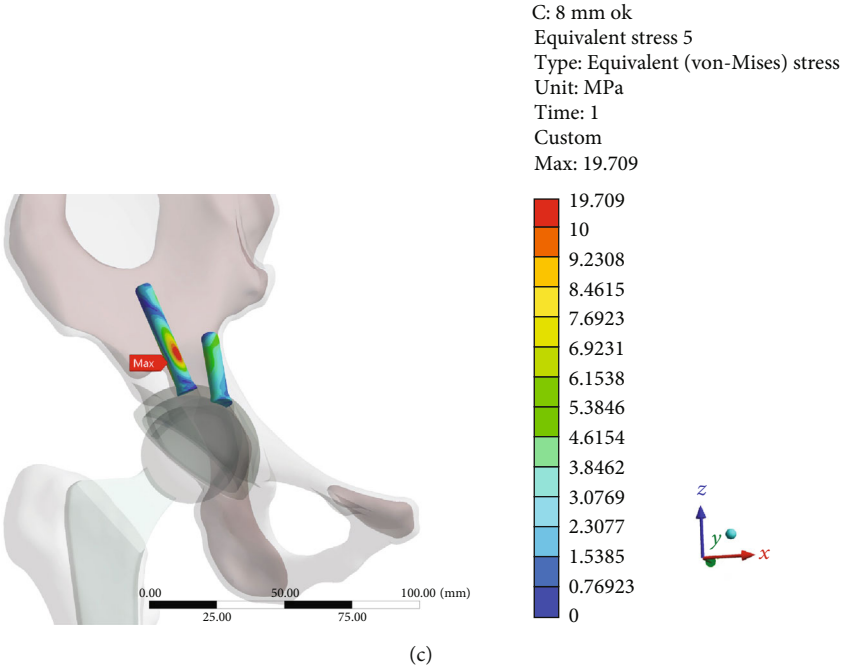 C: 8 mm ok
Equivalent stress 5
Type: Equivalent (von-Mises) stress
Unit: MPa
Time: 1
Custom
Max: 19.709
19.709
10
9.2308
8.4615
7.6923
6.9231
6.1538
5.3846
4.6154
3.8462
3.0769
2.3077
1.5385
0.76923
0
Max
z
y
x
0.00 50.00 100.00 (mm)
25.00 75.00
(c)